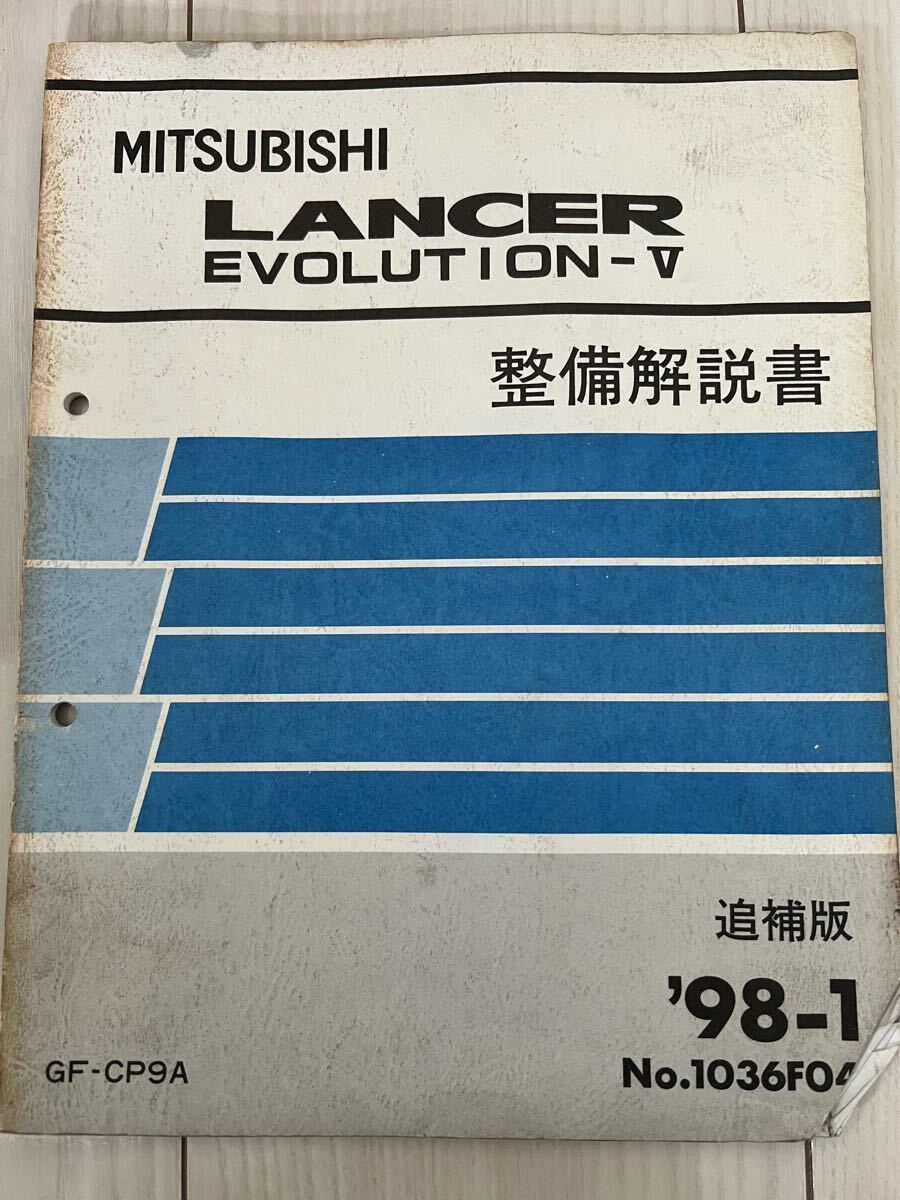 MITSUBISHI
LANCER
EVOLUTION-V
整備解説書
追補版
'98-1
No.1036F04
GF-CP9A